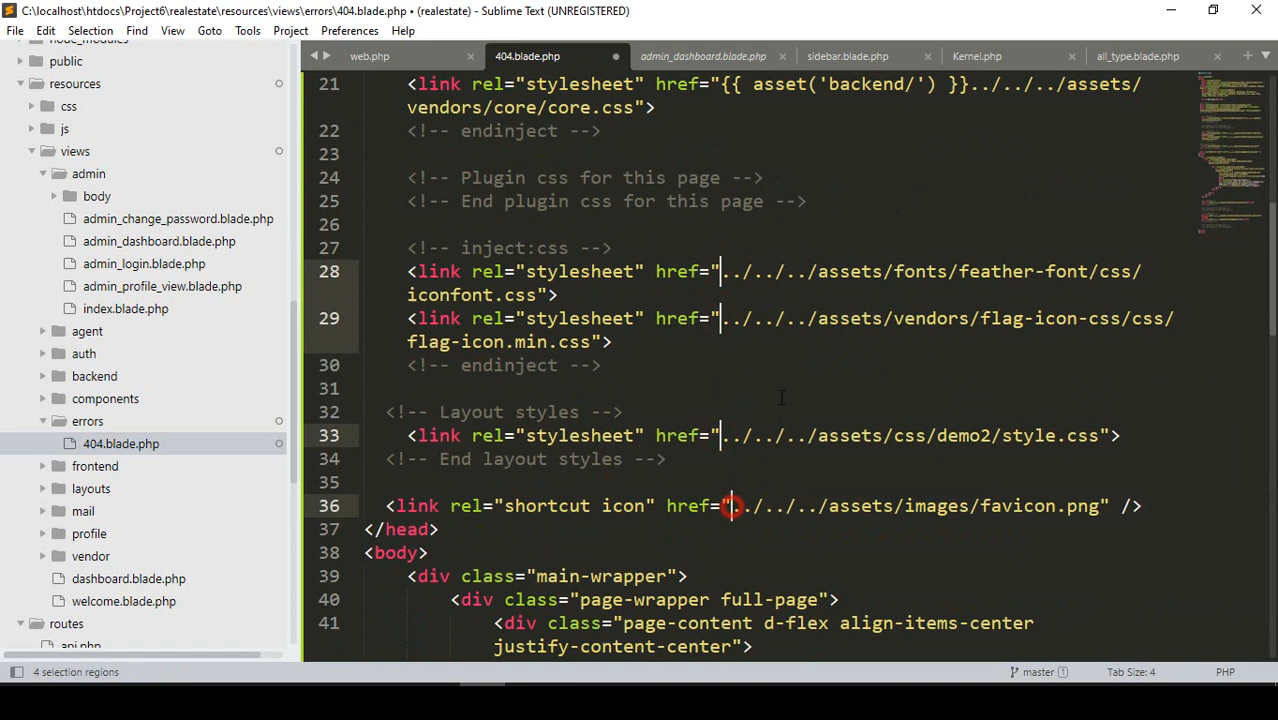 C:\localhost\htdocs\Project6\realestate\resources\views\errors\404.blade.php • (realestate) - Sublime Text (UNREGISTERED)
File Edit Selection Find View Goto Tools Project Preferences Help
web.php 404.blade.php admin_dashboard.blade.php sidebar.blade.php Kernel.php all_type.blade.php
node_modules
public
resources
css
js
views
admin
body
admin_change_password.blade.php
admin_dashboard.blade.php
admin_login.blade.php
admin_profile_view.blade.php
index.blade.php
agent
auth
backend
components
errors
404.blade.php
frontend
layouts
mail
profile
vendor
dashboard.blade.php
welcome.blade.php
routes
api.php
21 <link rel="stylesheet" href="{{ asset('backend/') }}../../../assets/
vendors/core/core.css">
22 <!-- endinject -->
23
24 <!-- Plugin css for this page -->
25 <!-- End plugin css for this page -->
26
27 <!-- inject:css -->
28 <link rel="stylesheet" href="../../../assets/fonts/feather-font/css/
iconfont.css">
29 <link rel="stylesheet" href="../../../assets/vendors/flag-icon-css/css/
flag-icon.min.css">
30 <!-- endinject -->
31
32 <!-- Layout styles -->
33 <link rel="stylesheet" href="../../../assets/css/demo2/style.css">
34 <!-- End layout styles -->
35
36 <link rel="shortcut icon" href="../../../assets/images/favicon.png" />
37 </head>
38 <body>
39 <div class="main-wrapper">
40 <div class="page-wrapper full-page">
41 <div class="page-content d-flex align-items-center
justify-content-center">
4 selection regions master 1 Tab Size: 4 PHP